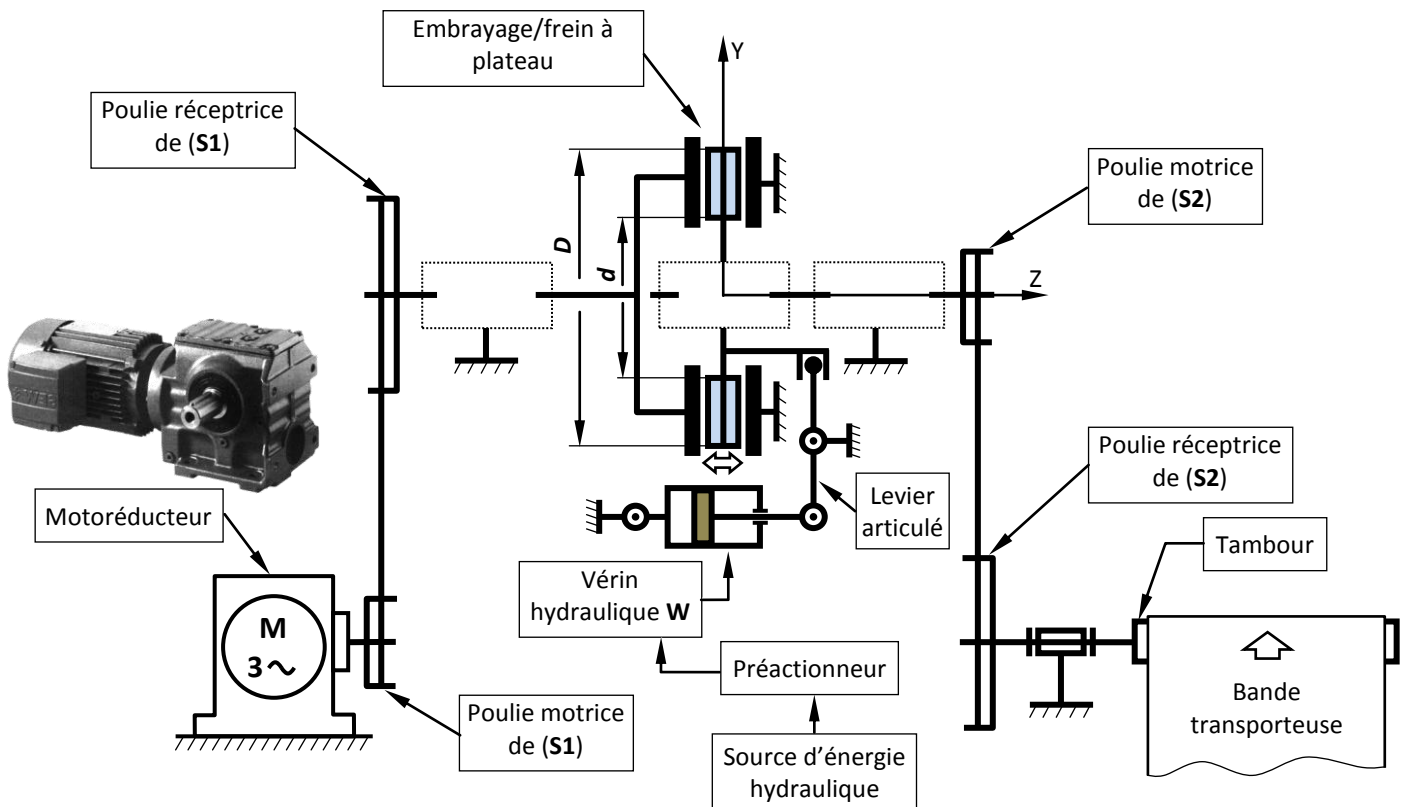 Embrayage/frein à
plateau
Y
Poulie réceptrice
de (S1)
Poulie motrice
de (S2)
D
d
Z
Poulie réceptrice
de (S2)
Levier
articulé
Motoréducteur
Tambour
Vérin
hydraulique W
M
3~
Préactionneur
Bande
transporteuse
Poulie motrice
de (S1)
Source d’énergie
hydraulique